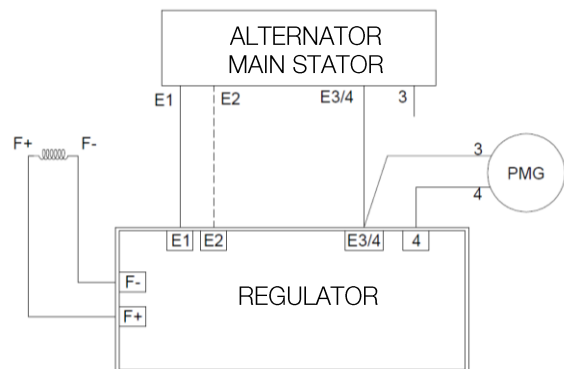 ALTERNATOR
MAIN STATOR
E1 E2 E3/4 3
F+ F- 3
PMG
4
E1 E2 E3/4 4
F-
REGULATOR
F+